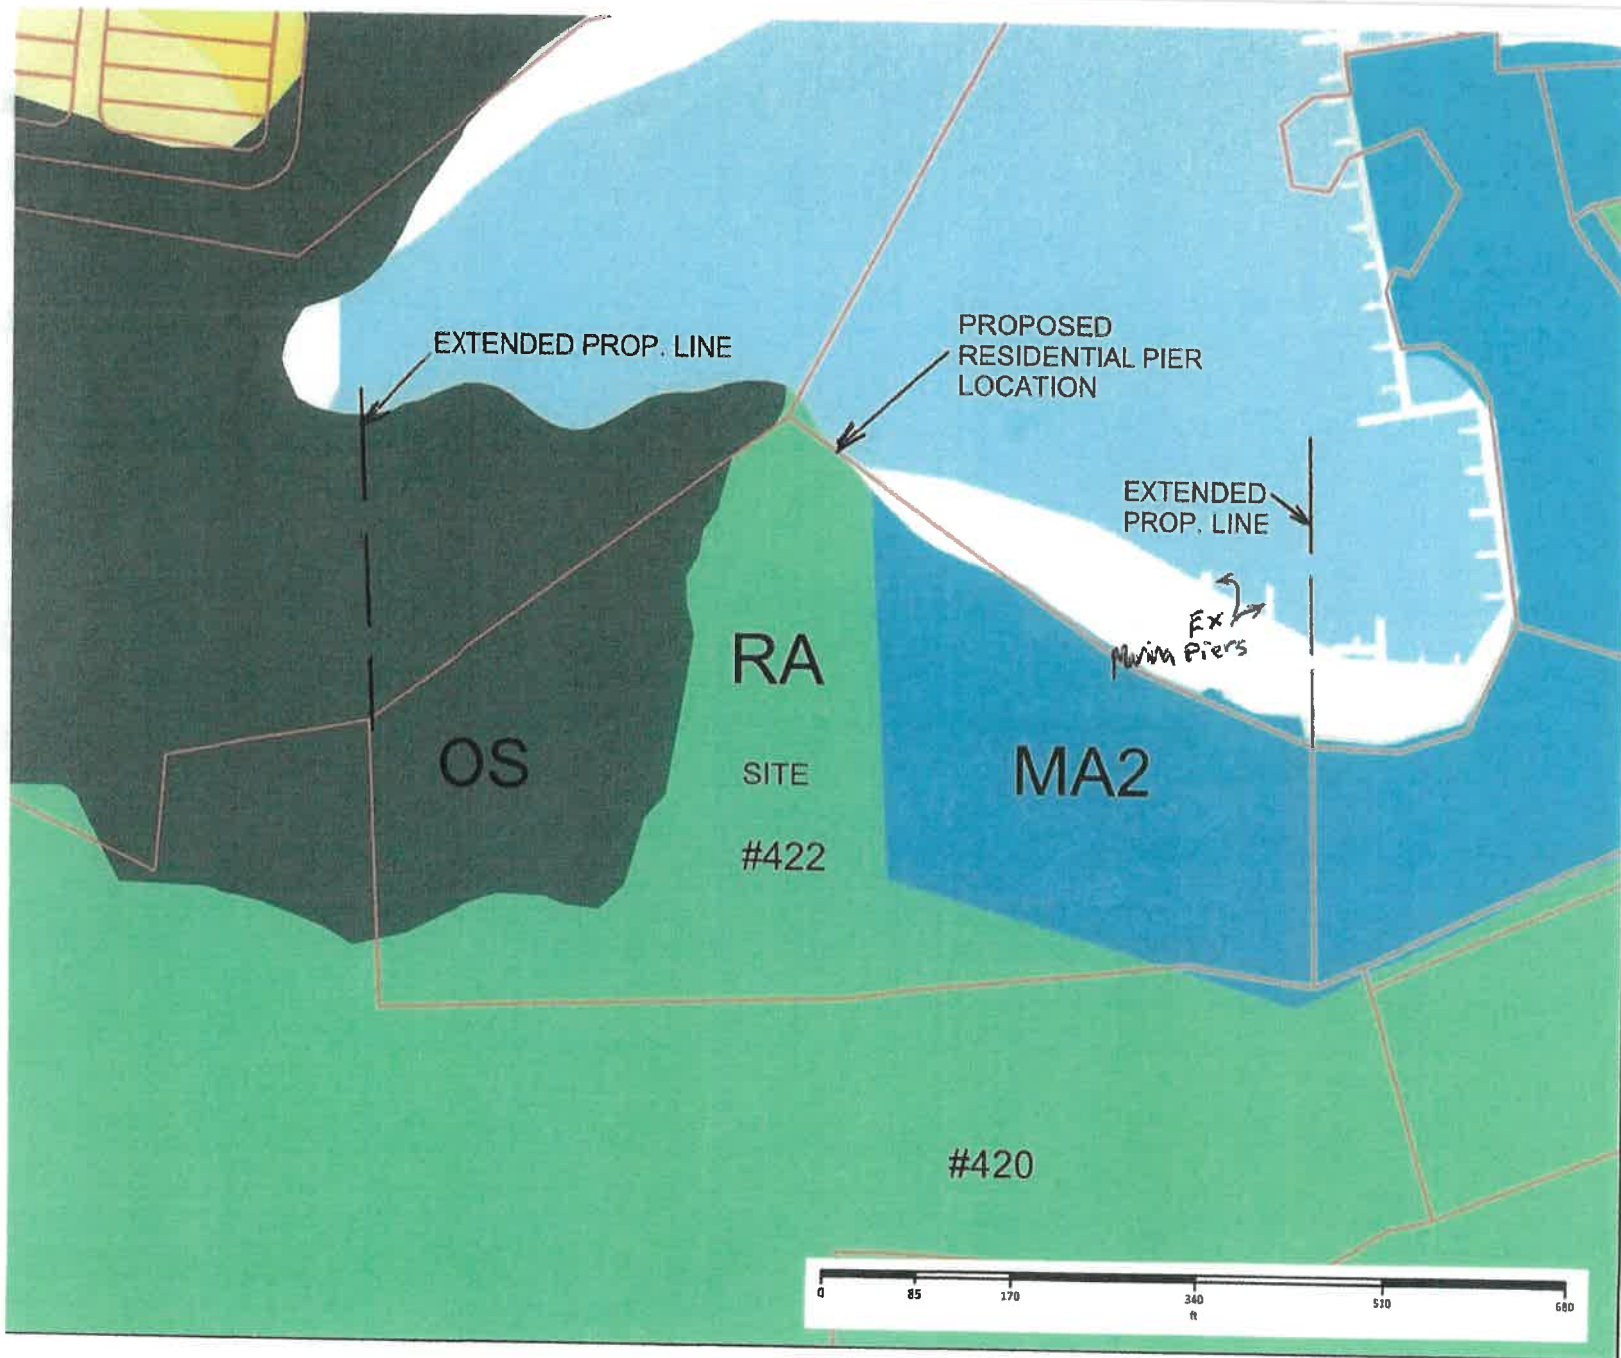 EXTENDED PROP. LINE
PROPOSED
RESIDENTIAL PIER
LOCATION
EXTENDED
PROP. LINE
Ex
Marina Piers
RA
OS
SITE
MA2
#422
#420
0 85 170 340 510 680
ft